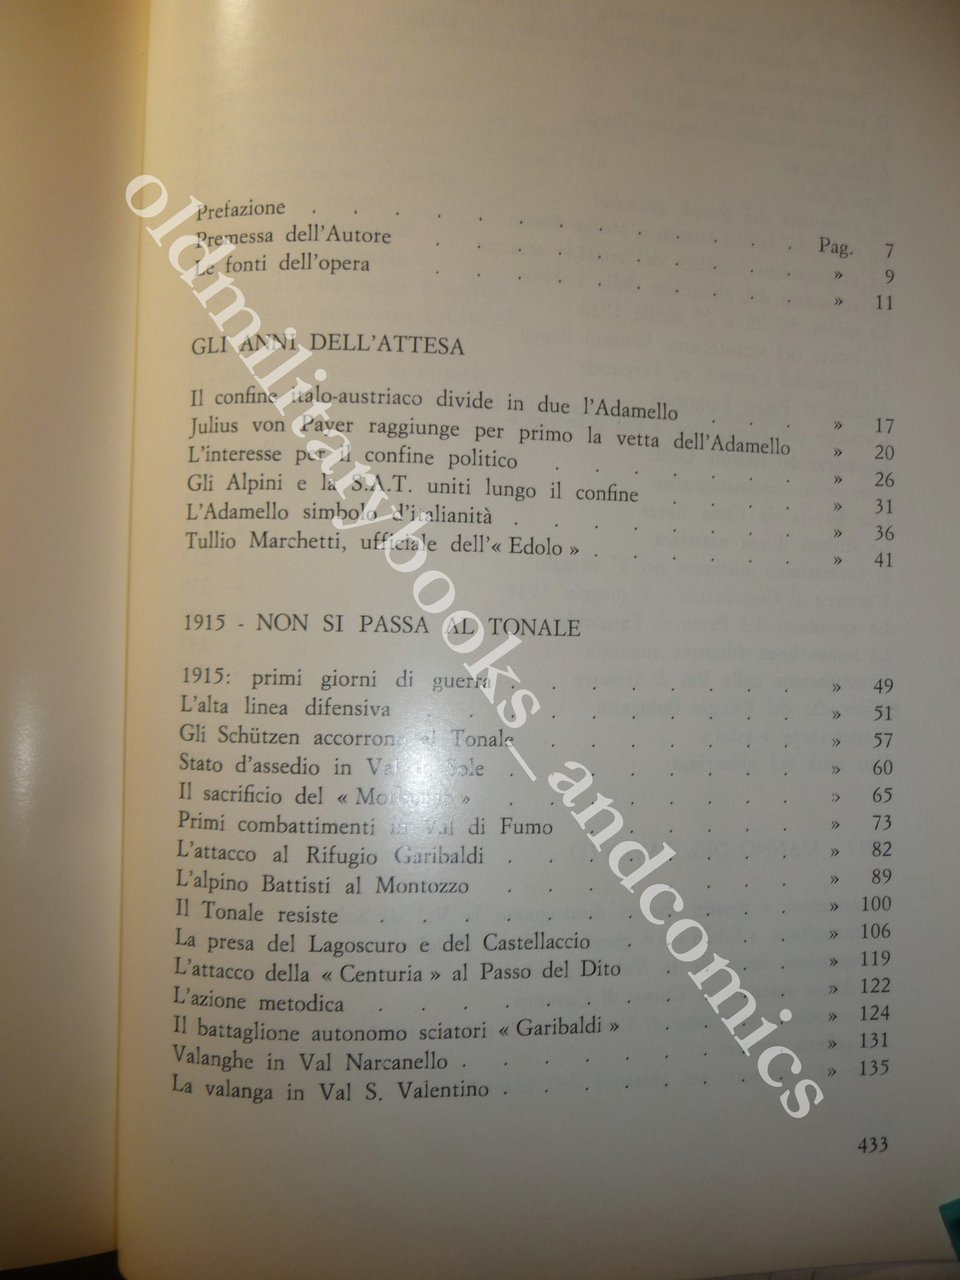 Prefazione . . . . . . . . . . . . Pag. 7
Premessa dell'Autore . . . . . . . . . » 9
Le fonti dell'opera . . . . . . . . . » 11
GLI ANNI DELL'ATTESA
Il confine italo-austriaco divide in due l'Adamello . . . » 17
Julius von Payer raggiunge per primo la vetta dell'Adamello » 20
L'interesse per il confine politico . . . . . . » 26
Gli Alpini e la S.A.T. uniti lungo il confine . . . » 31
L'Adamello simbolo d'italianità . . . . . . . » 36
Tullio Marchetti, ufficiale dell'« Edolo » . . . . . » 41
1915 - NON SI PASSA AL TONALE
1915: primi giorni di guerra . . . . . . . . » 49
L'alta linea difensiva . . . . . . . . . . » 51
Gli Schützen accorrono al Tonale . . . . . . . » 57
Stato d'assedio in Val di Sole . . . . . . . . » 60
Il sacrificio del « Morbegno » . . . . . . . . » 65
Primi combattimenti in Val di Fumo . . . . . . » 73
L'attacco al Rifugio Garibaldi . . . . . . . . » 82
L'alpino Battisti al Montozzo . . . . . . . . » 89
Il Tonale resiste . . . . . . . . . . . » 100
La presa del Lagoscuro e del Castellaccio . . . . . » 106
L'attacco della « Centuria » al Passo del Dito . . . . » 119
L'azione metodica . . . . . . . . . . . » 122
Il battaglione autonomo sciatori « Garibaldi » . . . . » 124
Valanghe in Val Narcanello . . . . . . . . . » 131
La valanga in Val S. Valentino . . . . . . . . » 135
433
oldmilitarybooks_andcomics